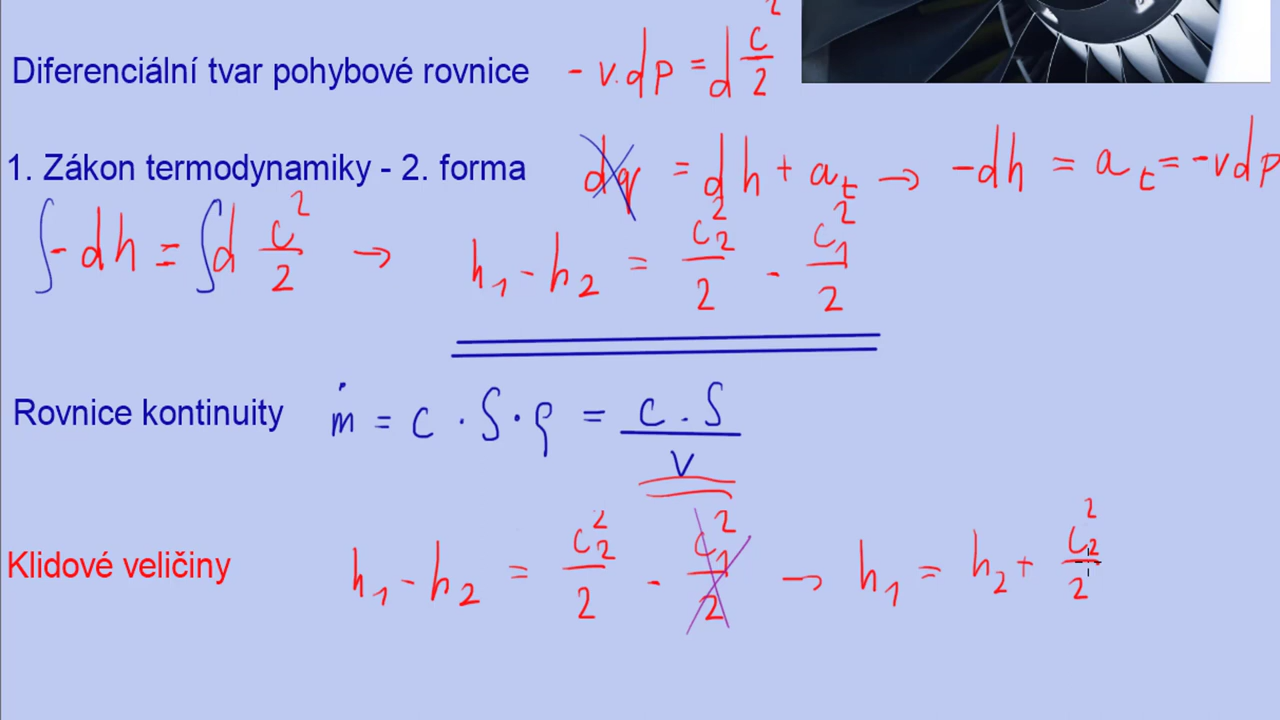 Diferenciální tvar pohybové rovnice - v.dp = d c²/2
1. Zákon termodynamiky - 2. forma dq = dh + a_t → -dh = a_t = -vdp
∫-dh = ∫d c²/2 → h₁ - h₂ = c₂²/2 - c₁²/2
Rovnice kontinuity ṁ = c · S · ρ = c . S / v
Klidové veličiny h₁ - h₂ = c₂²/2 - c₁²/2 → h₁ = h₂ + c₂²/2